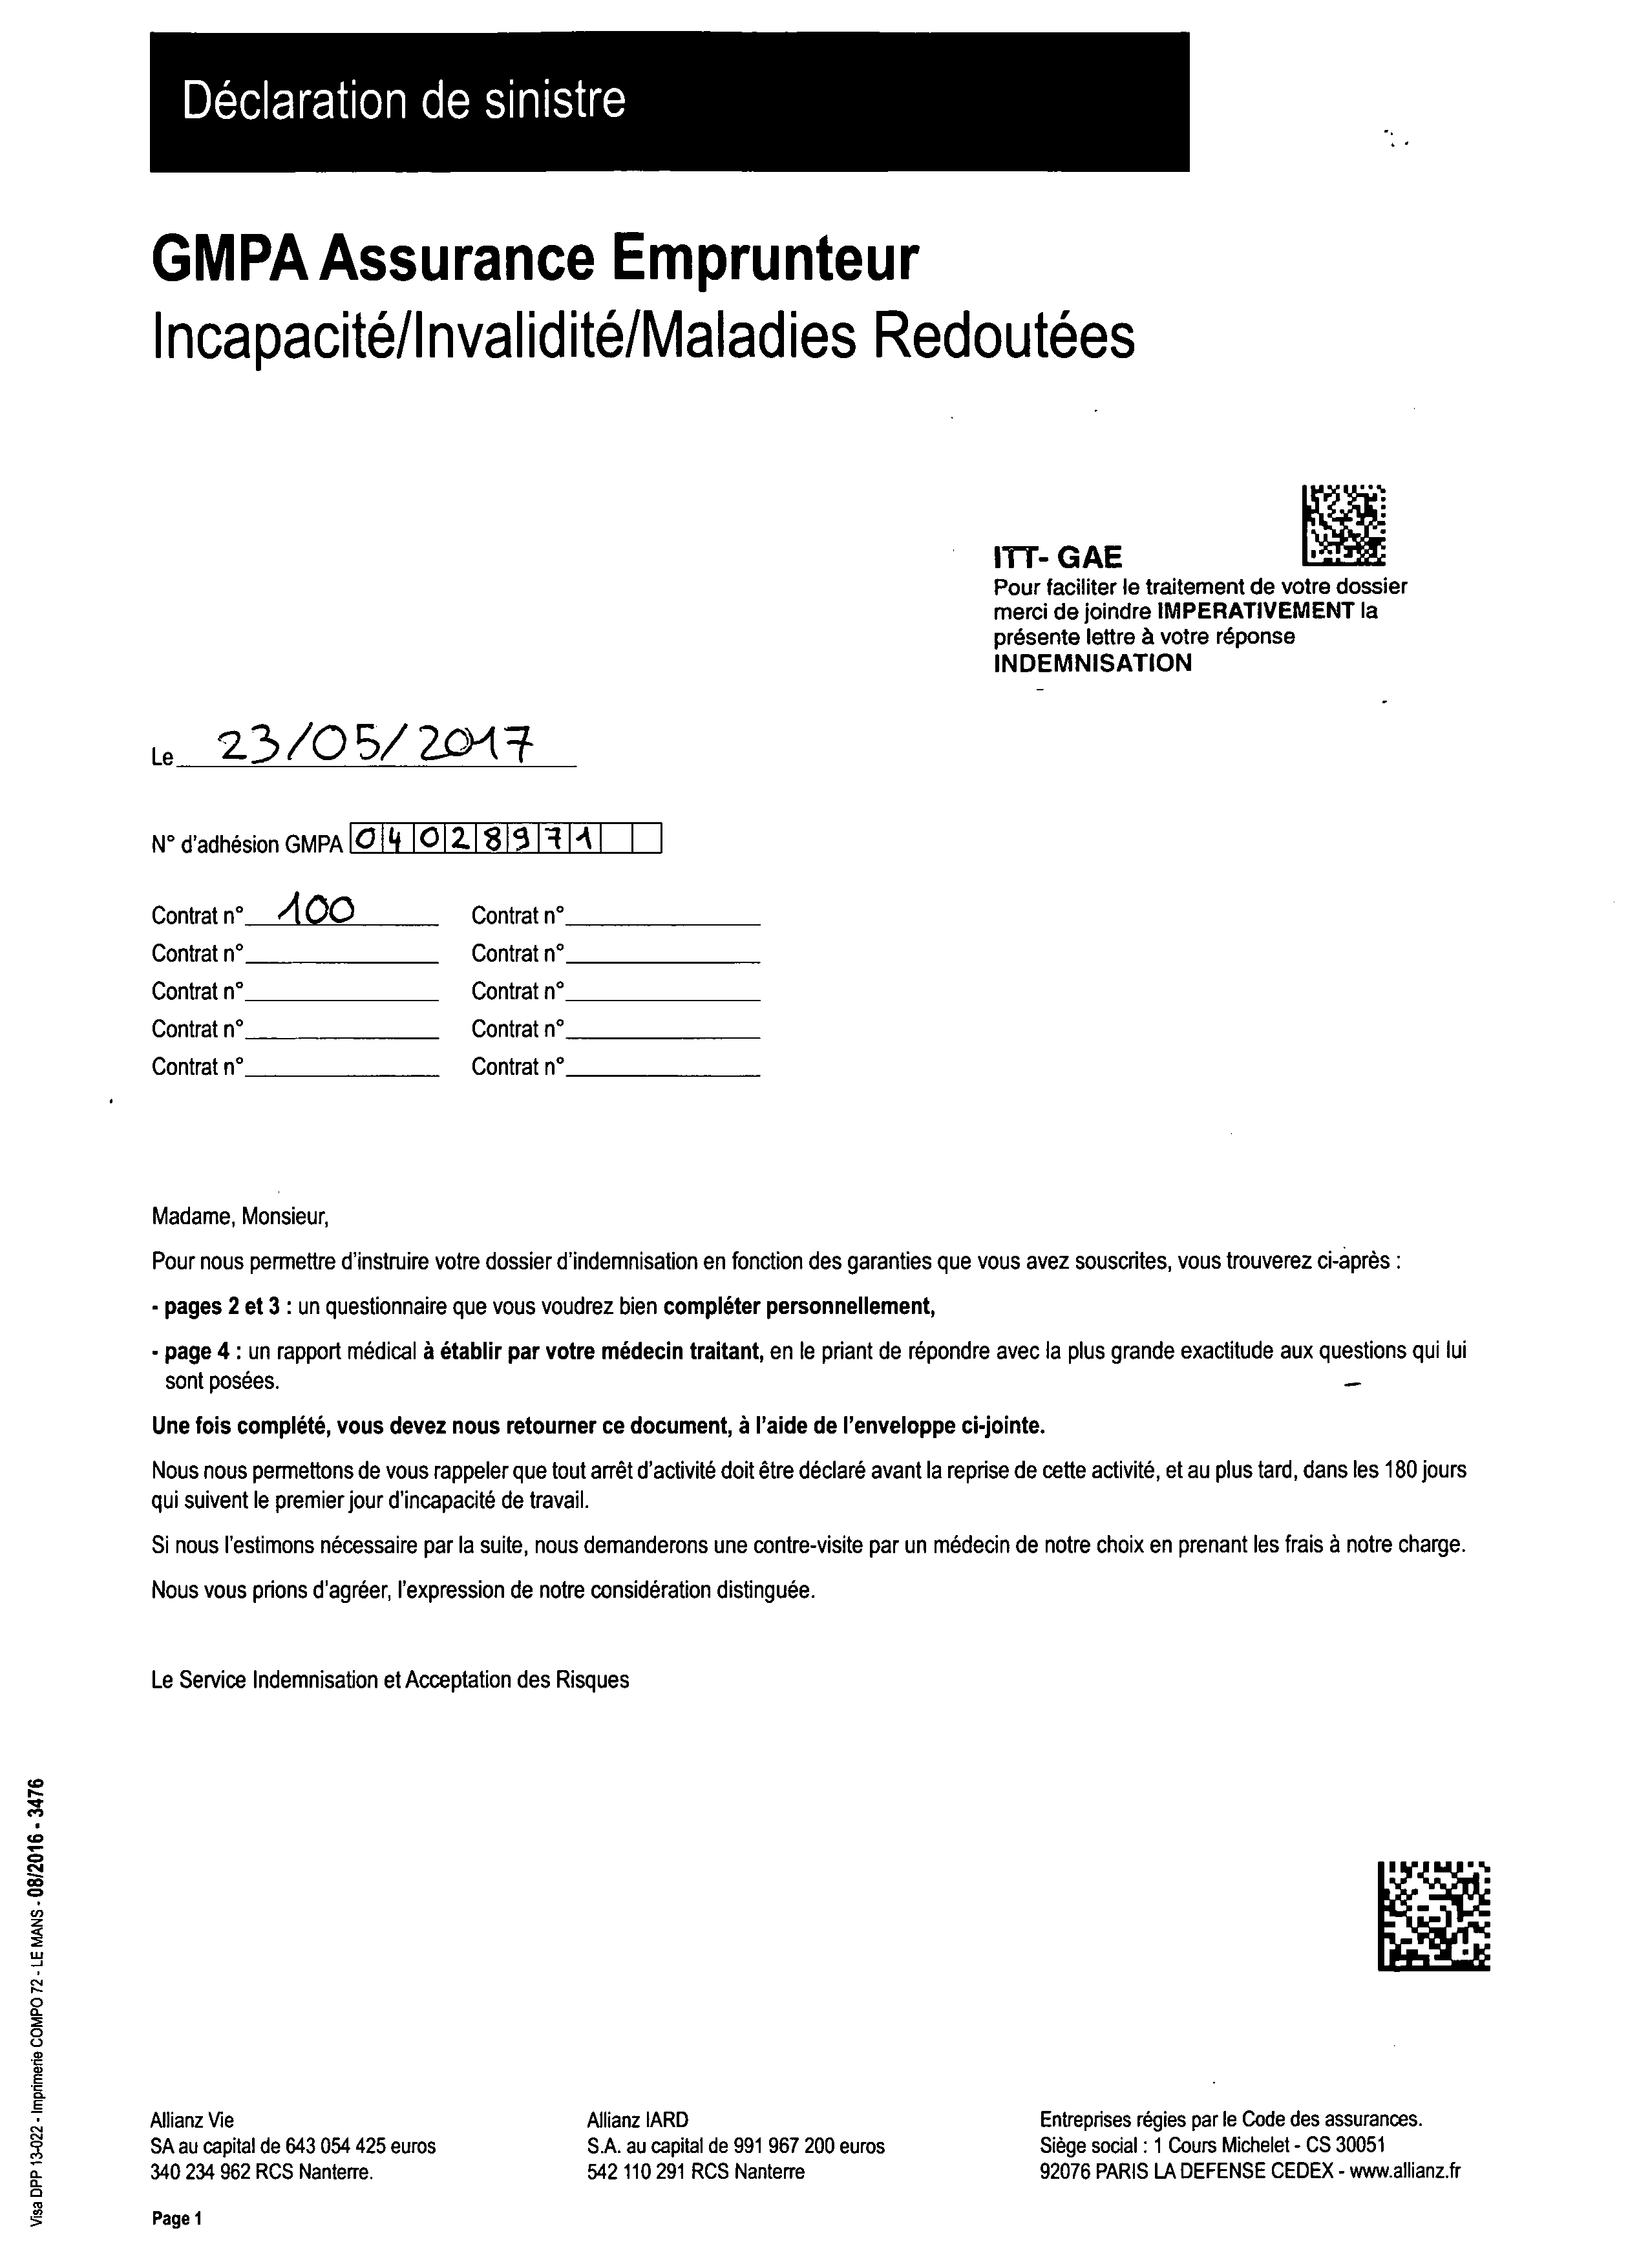 Déclaration de sinistre
GMPA Assurance Emprunteur
Incapacité/Invalidité/Maladies Redoutées
ITT- GAE
Pour faciliter le traitement de votre dossier
merci de joindre IMPERATIVEMENT la
présente lettre à votre réponse
INDEMNISATION
Le 23/05/2017
N° d'adhésion GMPA 04028971
Contrat n° 100 Contrat n°
Contrat n° Contrat n°
Contrat n° Contrat n°
Contrat n° Contrat n°
Contrat n° Contrat n°
Madame, Monsieur,
Pour nous permettre d'instruire votre dossier d'indemnisation en fonction des garanties que vous avez souscrites, vous trouverez ci-après :
- pages 2 et 3 : un questionnaire que vous voudrez bien compléter personnellement,
- page 4 : un rapport médical à établir par votre médecin traitant, en le priant de répondre avec la plus grande exactitude aux questions qui lui
sont posées.
Une fois complété, vous devez nous retourner ce document, à l'aide de l'enveloppe ci-jointe.
Nous nous permettons de vous rappeler que tout arrêt d'activité doit être déclaré avant la reprise de cette activité, et au plus tard, dans les 180 jours
qui suivent le premier jour d'incapacité de travail.
Si nous l'estimons nécessaire par la suite, nous demanderons une contre-visite par un médecin de notre choix en prenant les frais à notre charge.
Nous vous prions d'agréer, l'expression de notre considération distinguée.
Le Service Indemnisation et Acceptation des Risques
Visa DPP 13-022 - Imprimerie COMPO 72 - LE MANS - 08/2016 - 3476
Allianz Vie
SA au capital de 643 054 425 euros
340 234 962 RCS Nanterre.
Allianz IARD
S.A. au capital de 991 967 200 euros
542 110 291 RCS Nanterre
Entreprises régies par le Code des assurances.
Siège social : 1 Cours Michelet - CS 30051
92076 PARIS LA DEFENSE CEDEX - www.allianz.fr
Page 1